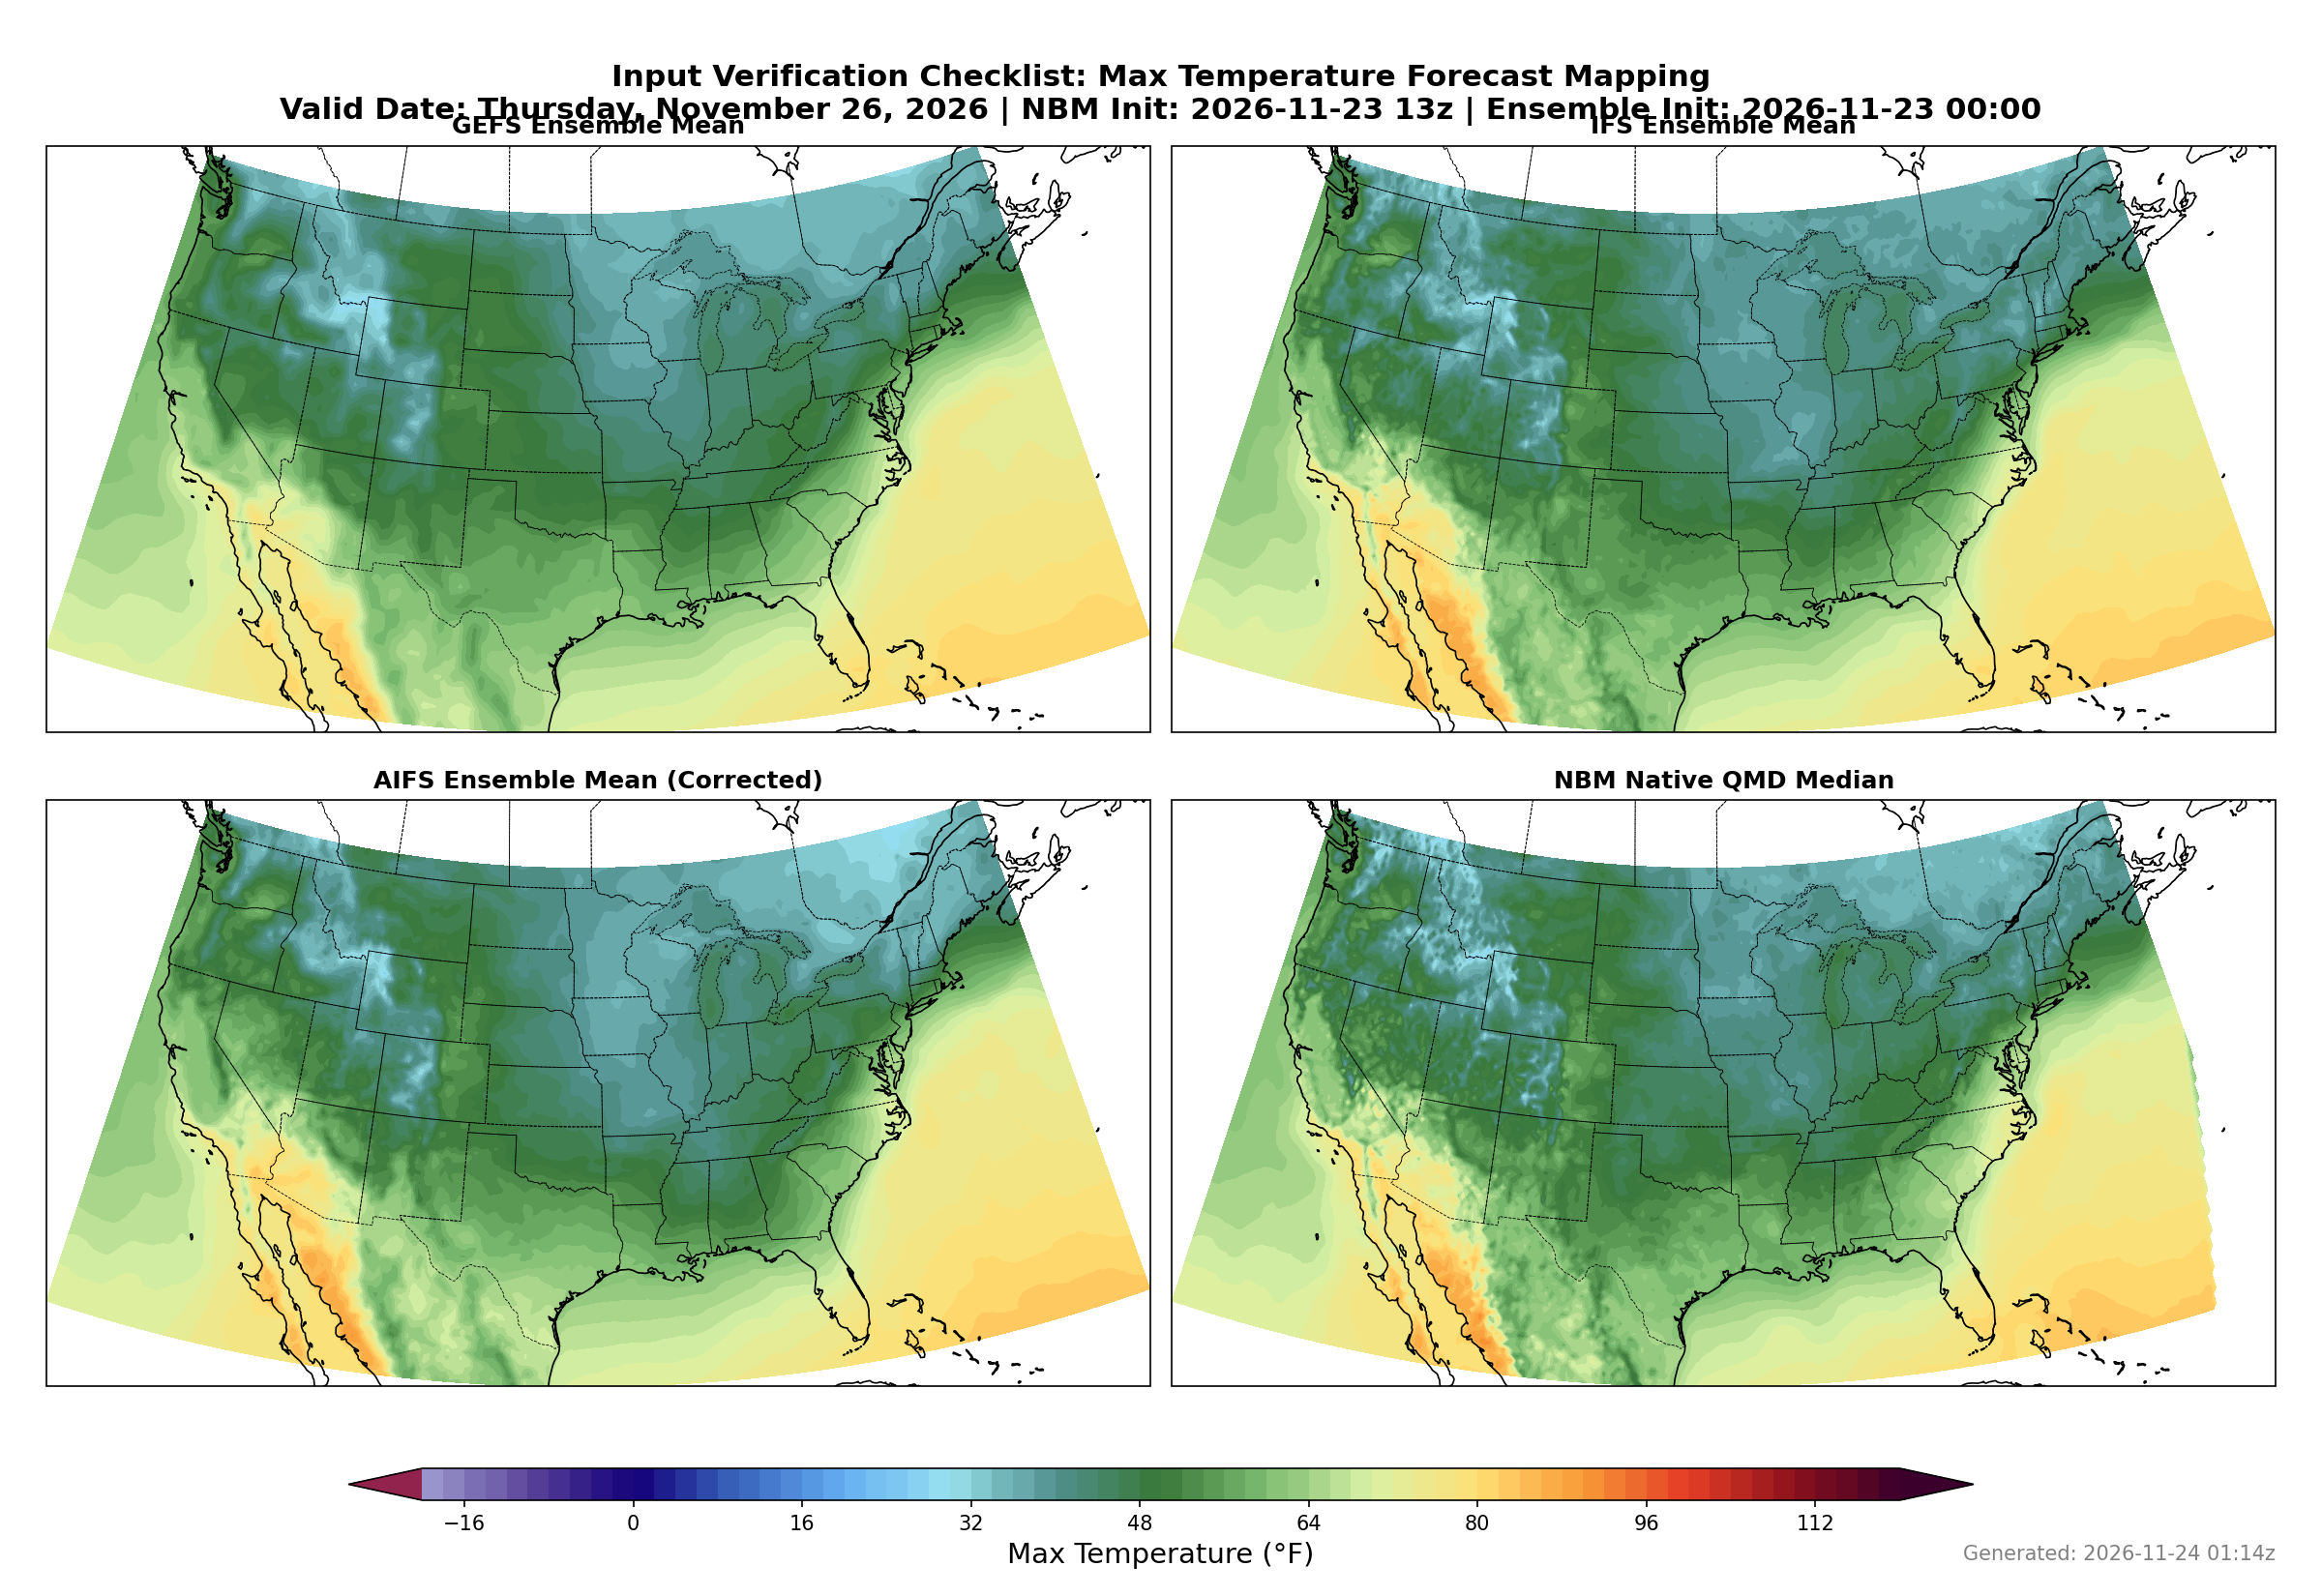 Input Verification Checklist: Max Temperature Forecast Mapping
Valid Date: Thursday, November 26, 2026 | NBM Init: 2026-11-23 13z | Ensemble Init: 2026-11-23 00:00
GEFS Ensemble Mean
IFS Ensemble Mean
AIFS Ensemble Mean (Corrected)
NBM Native QMD Median
−16 0 16 32 48 64 80 96 112
Max Temperature (°F)
Generated: 2026-11-24 01:14z